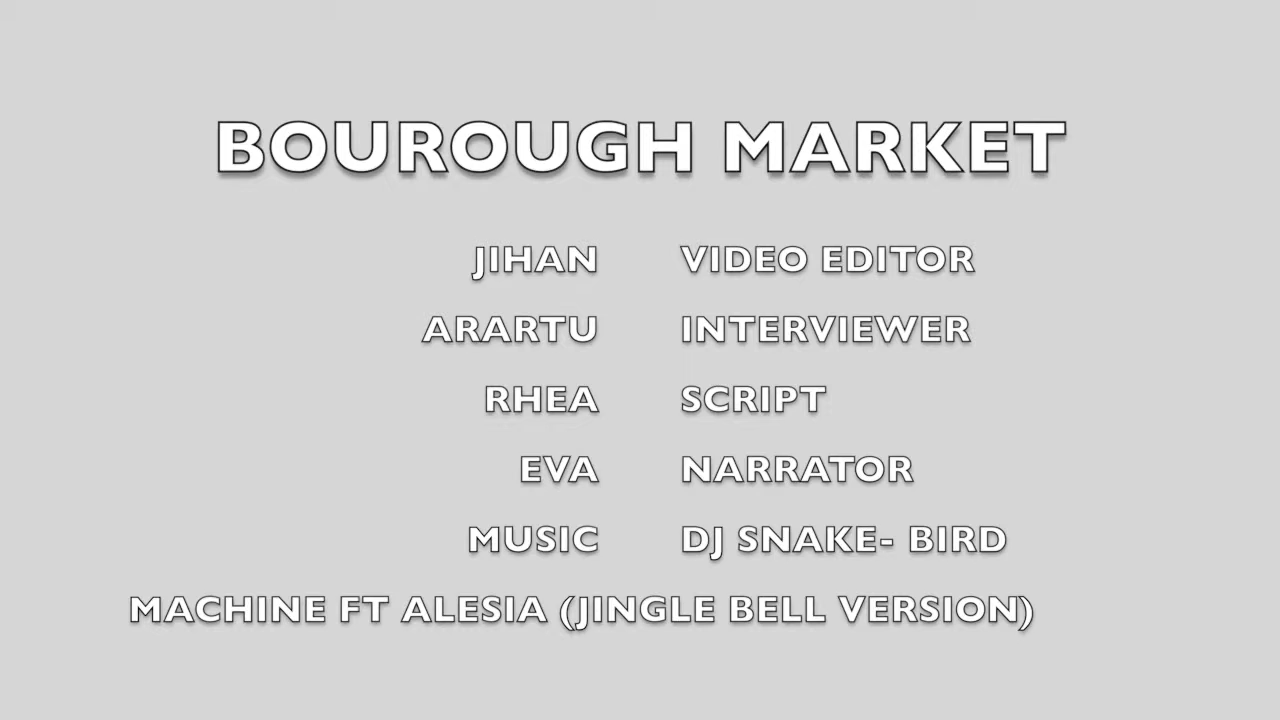 BOUROUGH MARKET
JIHAN VIDEO EDITOR
ARARTU INTERVIEWER
RHEA SCRIPT
EVA NARRATOR
MUSIC DJ SNAKE- BIRD
MACHINE FT ALESIA (JINGLE BELL VERSION)